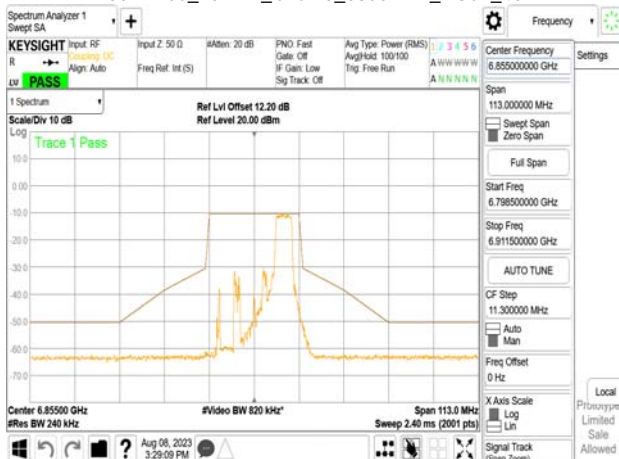 Spectrum Analyzer 1
Swept SA
Frequency
KEYSIGHT
R
LXI
PASS
Input: RF
Coupling: DC
Align: Auto
Input Z: 50 Ω
Freq Ref: Int (S)
#Atten: 20 dB
PNO: Fast
Gate: Off
IF Gain: Low
Sig Track: Off
Avg Type: Power (RMS)
Avg|Hold: 100/100
Trig: Free Run
1 2 3 4 5 6
A W W W W W
A N N N N N
1 Spectrum
Scale/Div 10 dB
Log
Ref Lvl Offset 12.20 dB
Ref Level 20.00 dBm
Trace 1 Pass
10.0
0.00
-10.0
-20.0
-30.0
-40.0
-50.0
-60.0
-70.0
Center 6.85500 GHz
#Res BW 240 kHz
#Video BW 820 kHz*
Span 113.0 MHz
Sweep 2.40 ms (2001 pts)
Center Frequency
6.855000000 GHz
Settings
Span
113.000000 MHz
Swept Span
Zero Span
Full Span
Start Freq
6.798500000 GHz
Stop Freq
6.911500000 GHz
AUTO TUNE
CF Step
11.300000 MHz
Auto
Man
Freq Offset
0 Hz
X Axis Scale
Log
Lin
Signal Track
(Span Zoom)
Local
Prototype
Limited
Sale
Allowed
?
Aug 08, 2023
3:29:09 PM